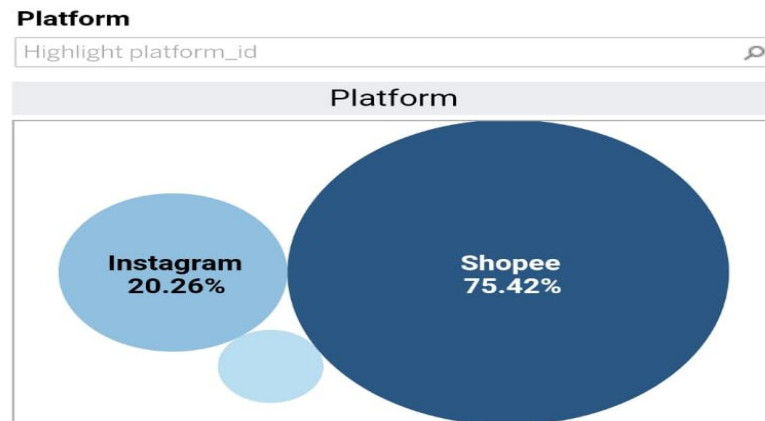 Platform
Highlight platform_id
Platform
Instagram
20.26%
Shopee
75.42%